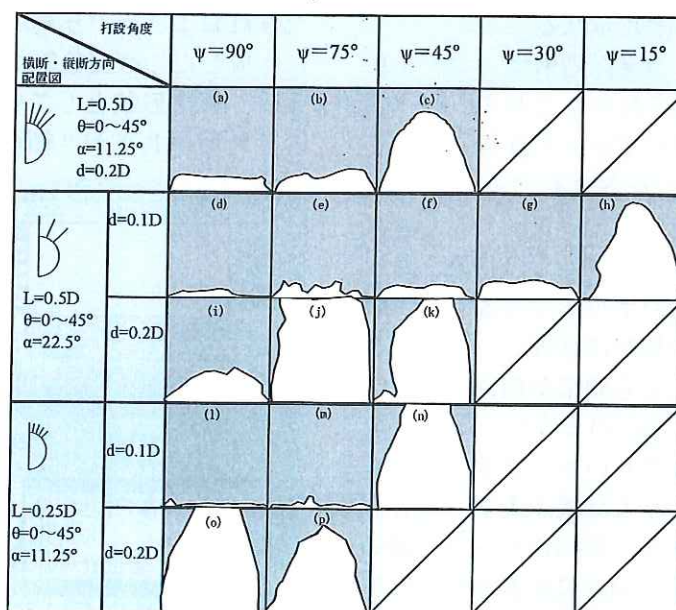 打設角度
横断・縦断方向
配置図
ψ=90°
ψ=75°
ψ=45°
ψ=30°
ψ=15°
L=0.5D
θ=0～45°
α=11.25°
d=0.2D
(a)
(b)
(c)
L=0.5D
θ=0～45°
α=22.5°
d=0.1D
(d)
(e)
(f)
(g)
(h)
d=0.2D
(i)
(j)
(k)
L=0.25D
θ=0～45°
α=11.25°
d=0.1D
(l)
(m)
(n)
d=0.2D
(o)
(p)